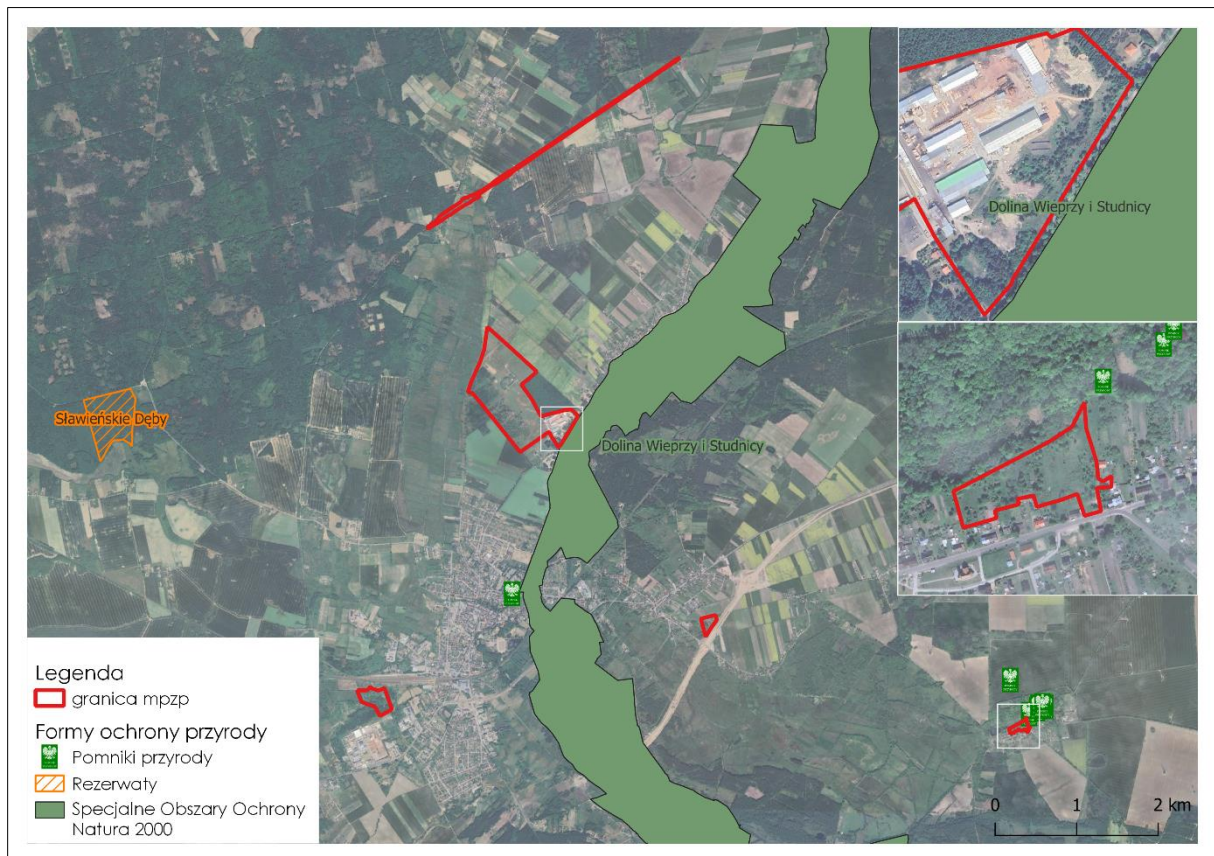 Dolina Wieprzy i Studnicy
Sławieńskie Dęby
Dolina Wieprzy i Studnicy
Legenda
granica mpzp
Formy ochrony przyrody
Pomniki przyrody
Rezerwaty
Specjalne Obszary Ochrony
Natura 2000
0 1 2 km